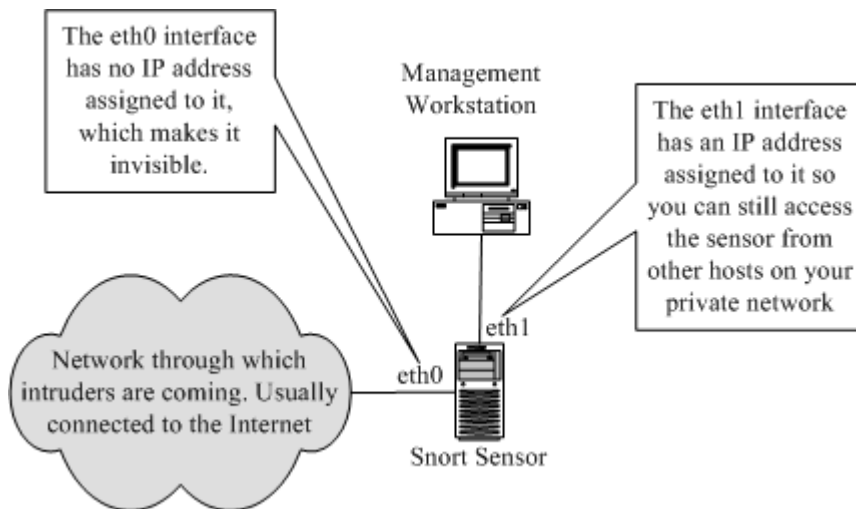 The eth0 interface
has no IP address
assigned to it,
which makes it
invisible.
Management
Workstation
The eth1 interface
has an IP address
assigned to it so
you can still access
the sensor from
other hosts on your
private network
eth1
Network through which
intruders are coming. Usually
connected to the Internet
eth0
Snort Sensor